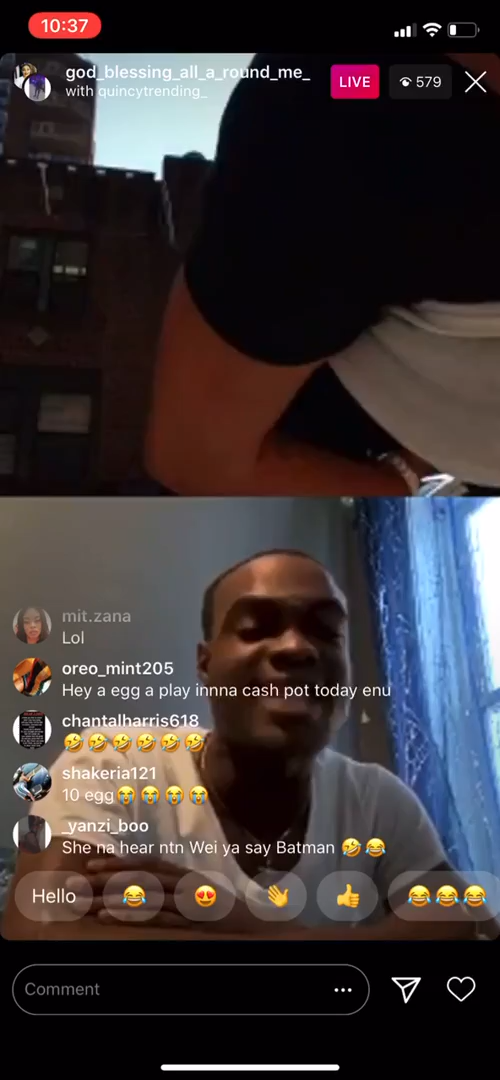 10:37
god_blessing_all_a_round_me_
with quincytrending_
LIVE
579
mit.zana
Lol
oreo_mint205
Hey a egg a play innna cash pot today enu
chantalharris618
🤣🤣🤣🤣🤣🤣
shakeria121
10 egg😭😭😭😭
_yanzi_boo
She na hear ntn Wei ya say Batman 🤣😂
Hello 😂 😍 👋 👍 😂😂😂
Comment